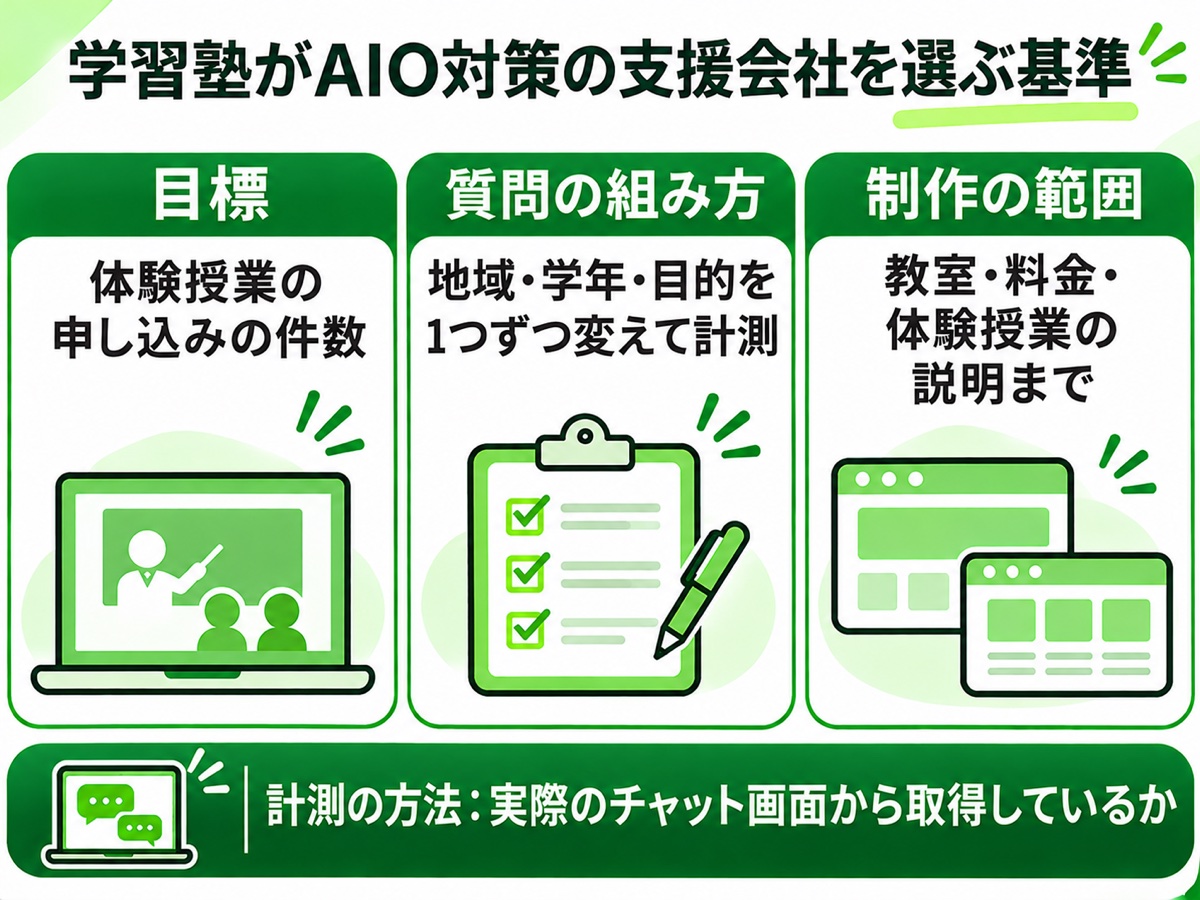 学習塾がAIO対策の支援会社を選ぶ基準
目標
体験授業の
申し込みの件数
質問の組み方
地域・学年・目的を
1つずつ変えて計測
制作の範囲
教室・料金・
体験授業の
説明まで
計測の方法：実際のチャット画面から取得しているか